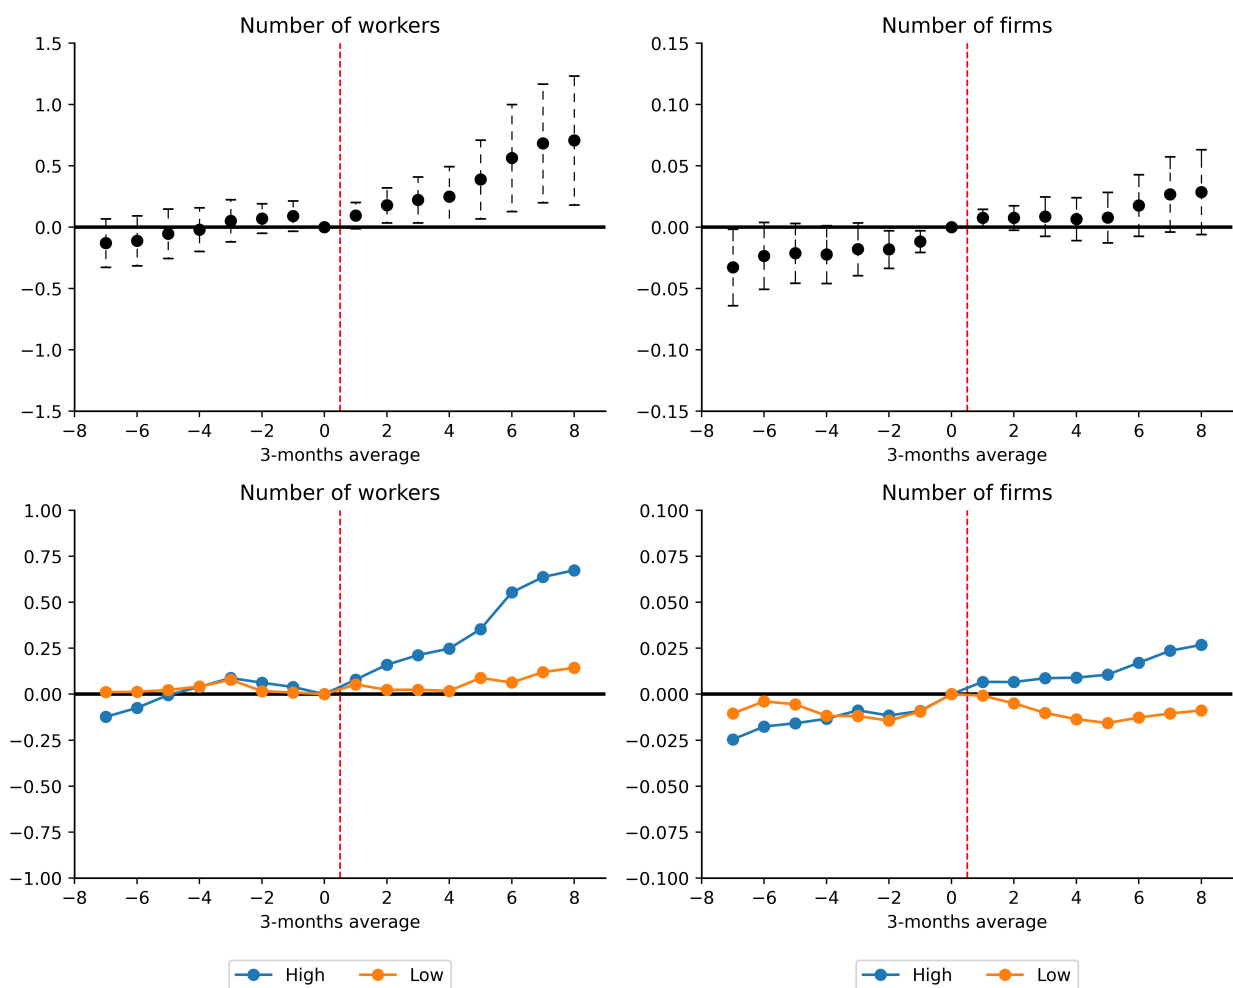 Number of workers
1.5
1.0
0.5
0.0
−0.5
−1.0
−1.5
−8 −6 −4 −2 0 2 4 6 8
3-months average
Number of firms
0.15
0.10
0.05
0.00
−0.05
−0.10
−0.15
−8 −6 −4 −2 0 2 4 6 8
3-months average
Number of workers
1.00
0.75
0.50
0.25
0.00
−0.25
−0.50
−0.75
−1.00
−8 −6 −4 −2 0 2 4 6 8
3-months average
High Low
Number of firms
0.100
0.075
0.050
0.025
0.000
−0.025
−0.050
−0.075
−0.100
−8 −6 −4 −2 0 2 4 6 8
3-months average
High Low